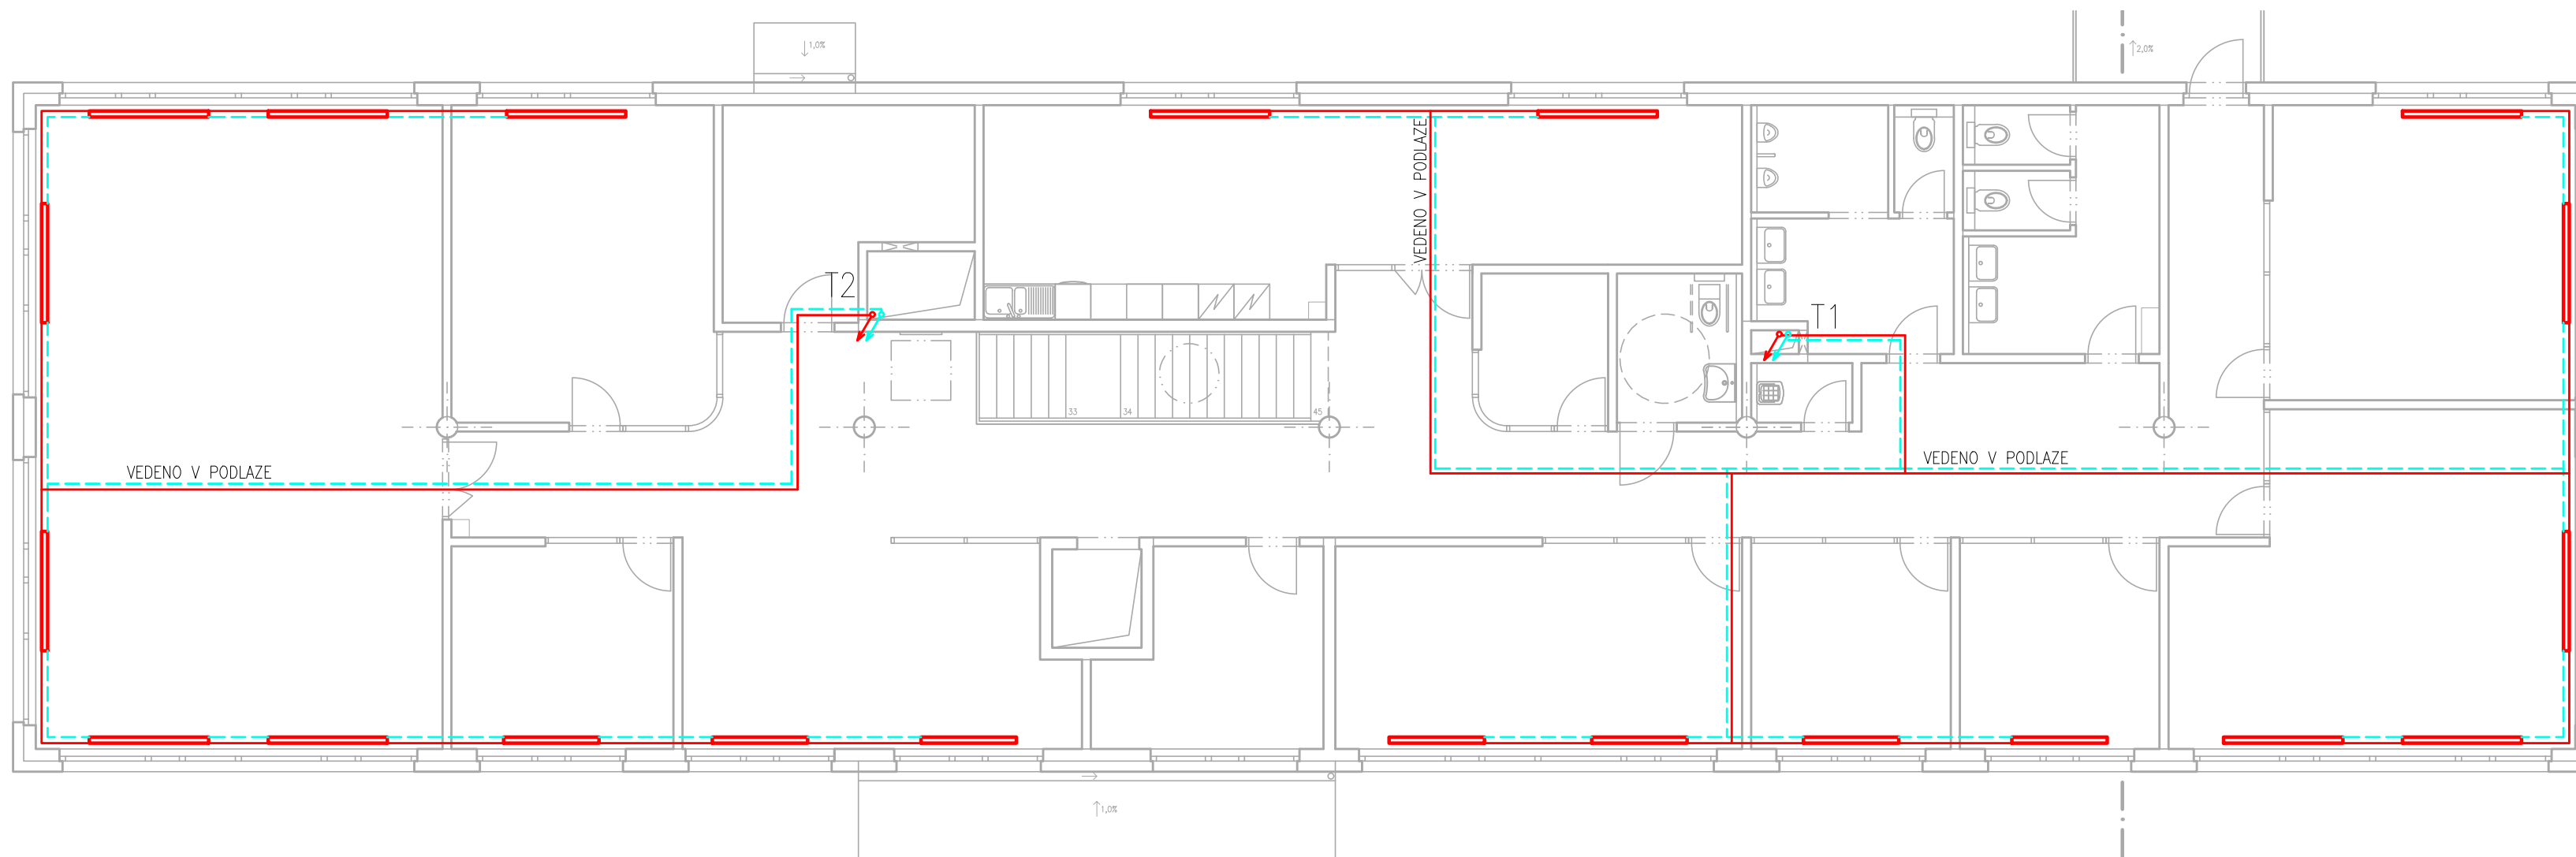 1,0%
2,0%
VEDENO V PODLAZE
T2
T1
33
34
45
VEDENO V PODLAZE
VEDENO V PODLAZE
1,0%